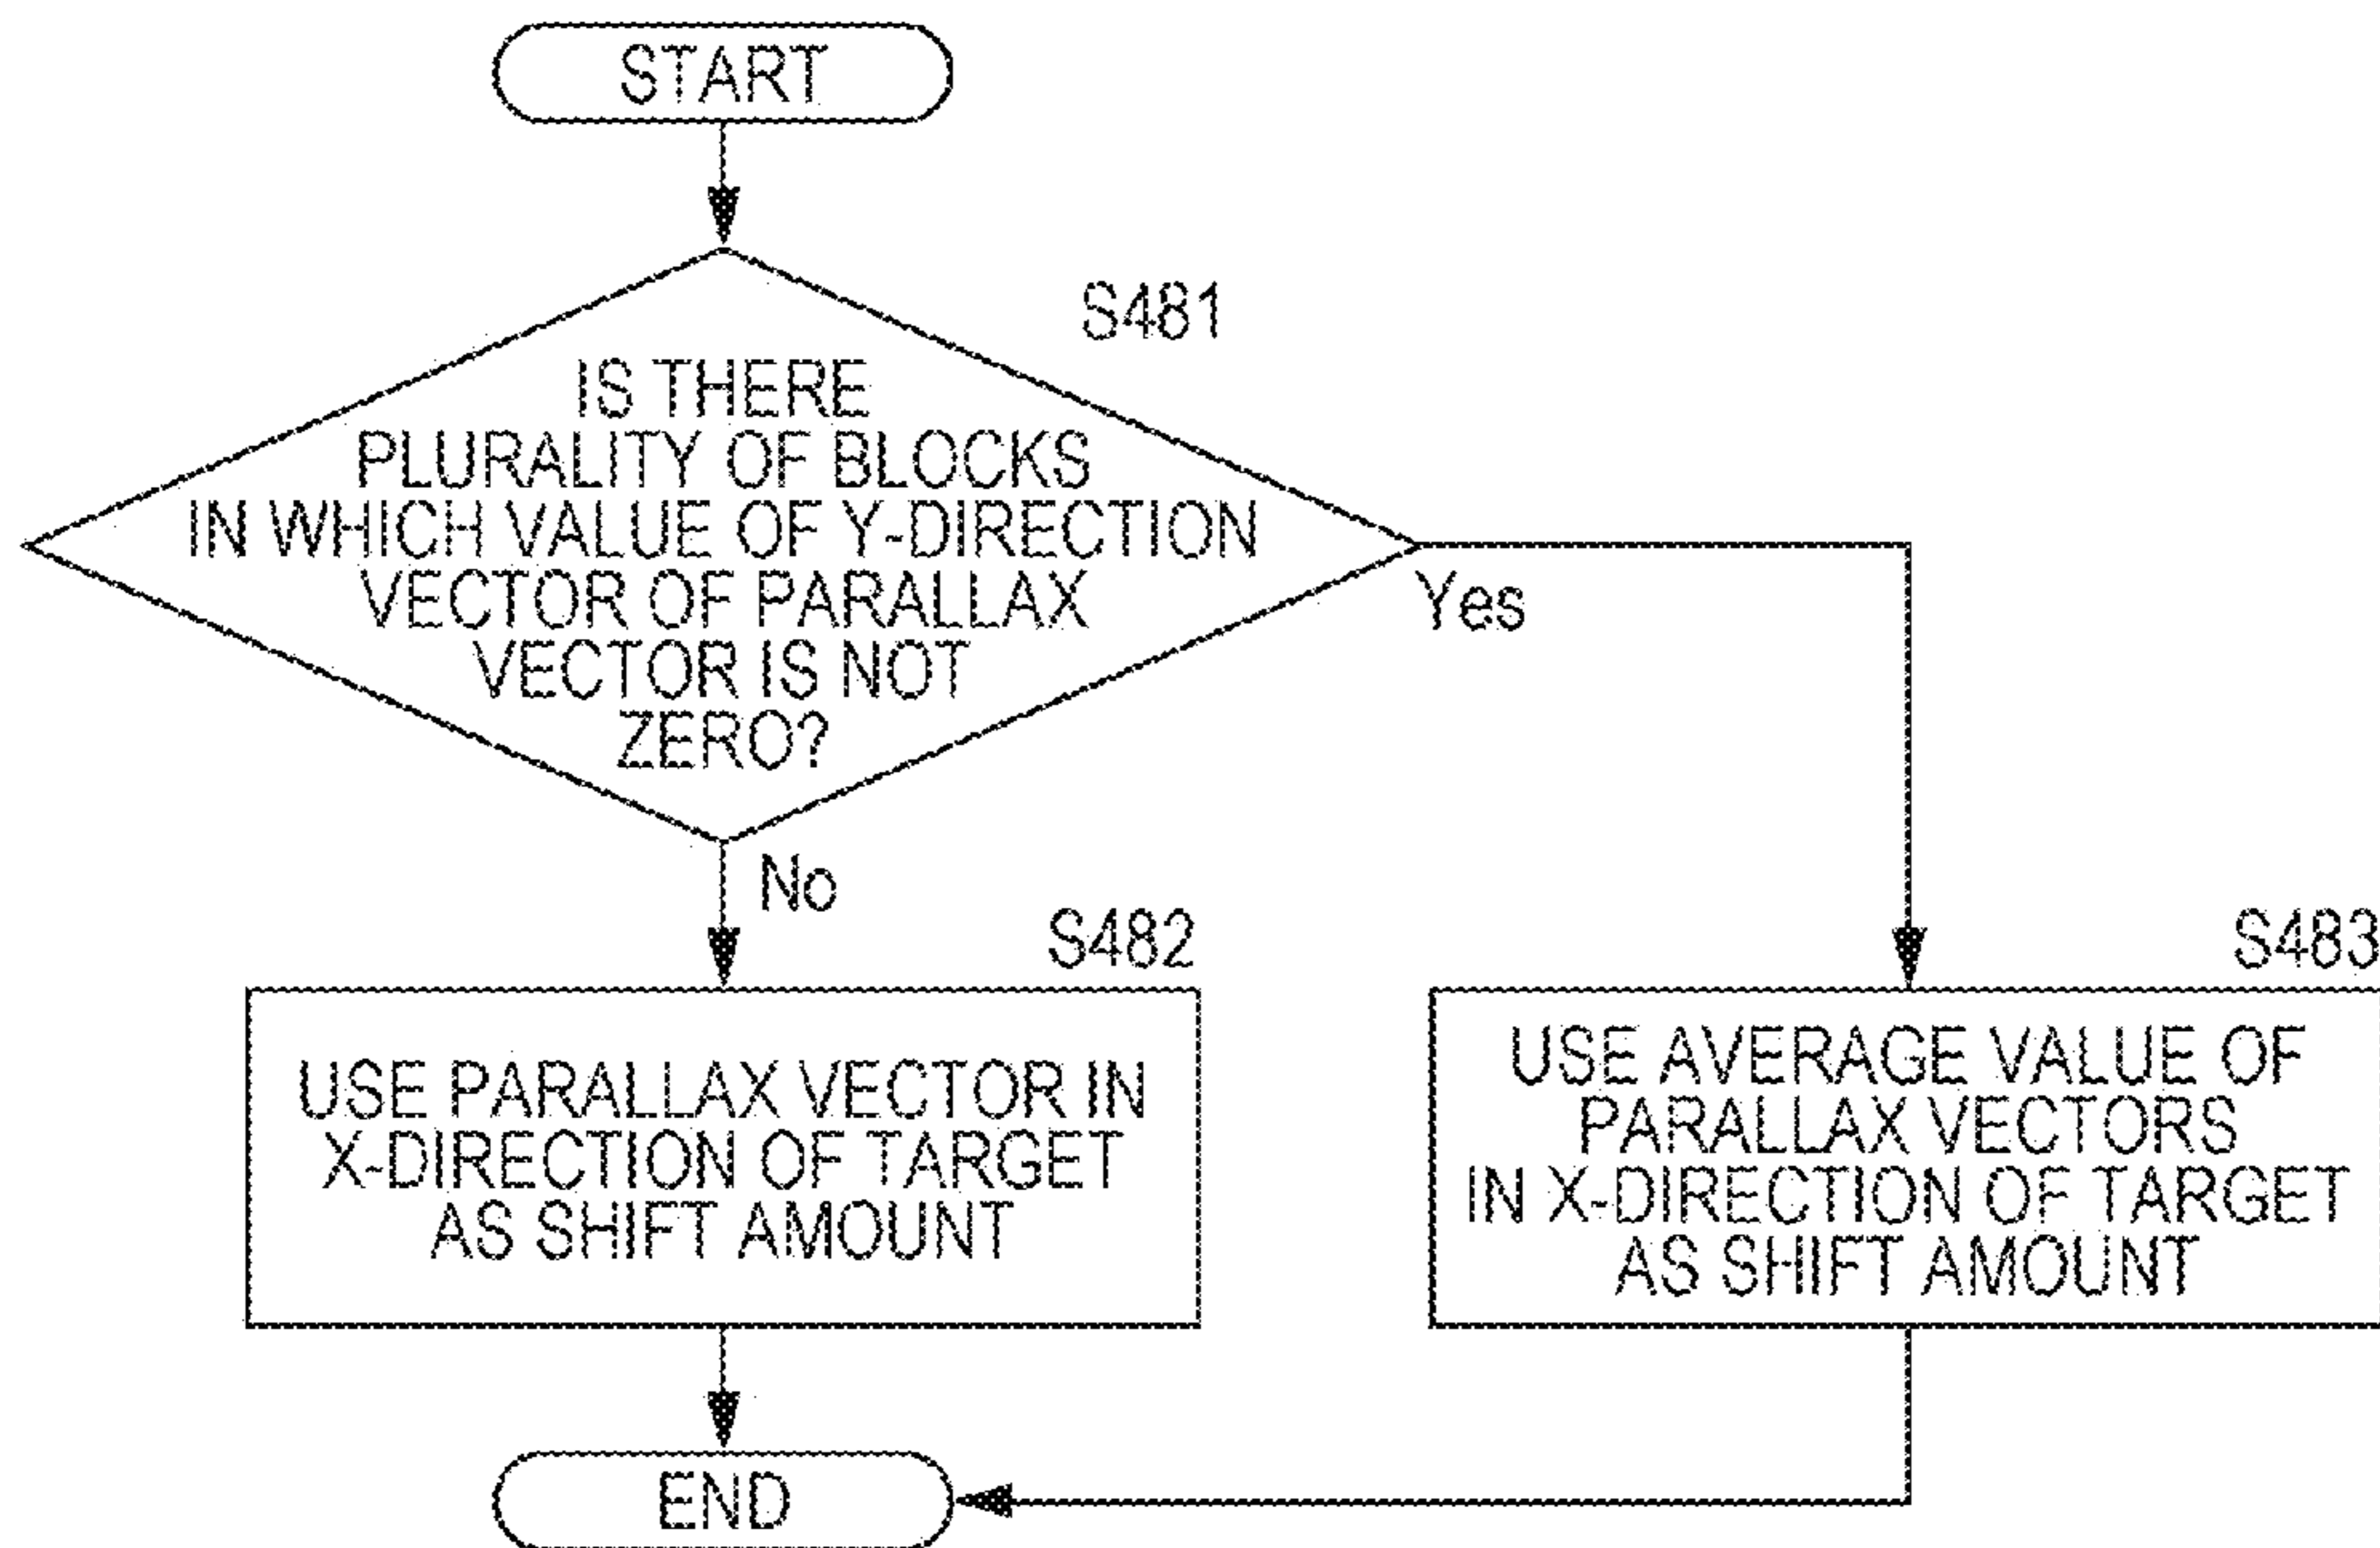 START
S481
IS THERE
PLURALITY OF BLOCKS
IN WHICH VALUE OF Y-DIRECTION
VECTOR OF PARALLAX
VECTOR IS NOT
ZERO?
Yes
No
S482
USE PARALLAX VECTOR IN
X-DIRECTION OF TARGET
AS SHIFT AMOUNT
S483
USE AVERAGE VALUE OF
PARALLAX VECTORS
IN X-DIRECTION OF TARGET
AS SHIFT AMOUNT
END